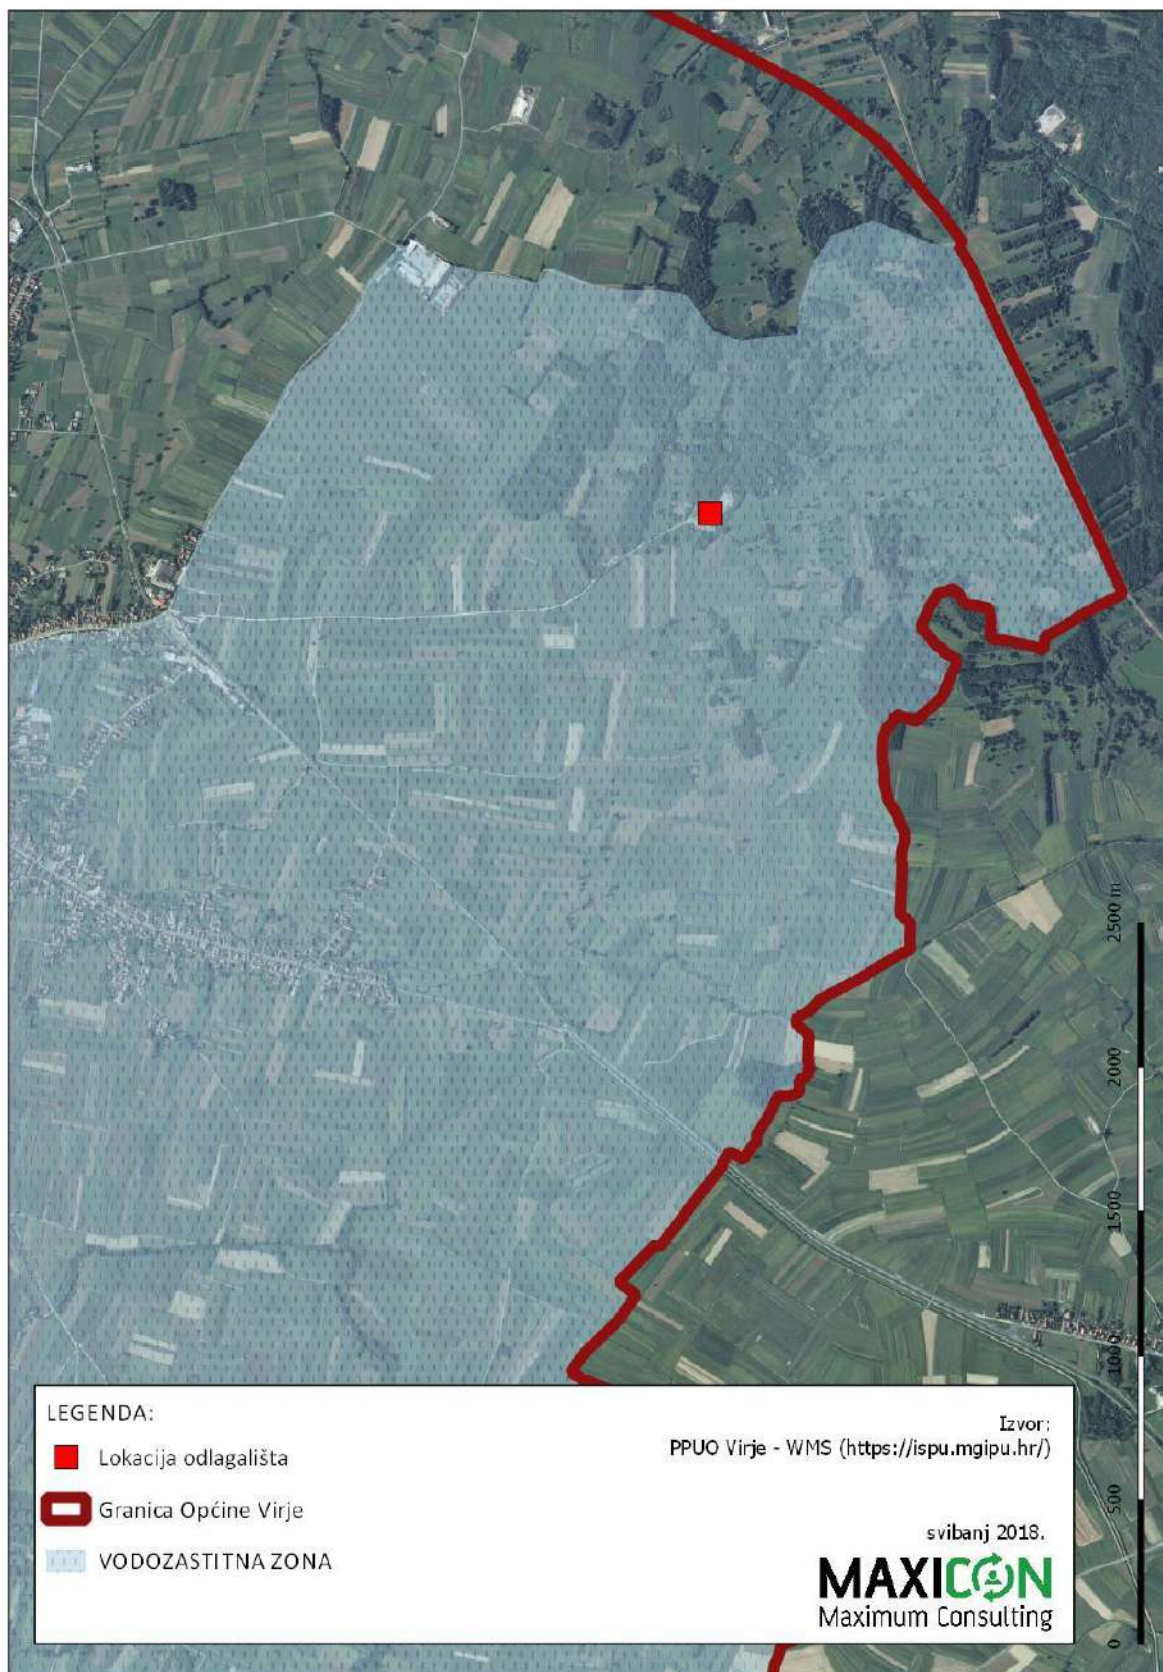 LEGENDA:
Lokacija odlagališta
Granica Općine Virje
VODOZASTITNA ZONA
Izvor:
PPUO Virje - WMS (https://ispu.mgipu.hr/)
svibanj 2018.
MAXICON
Maximum Consulting
2500 m
2000
1500
1000
500
0